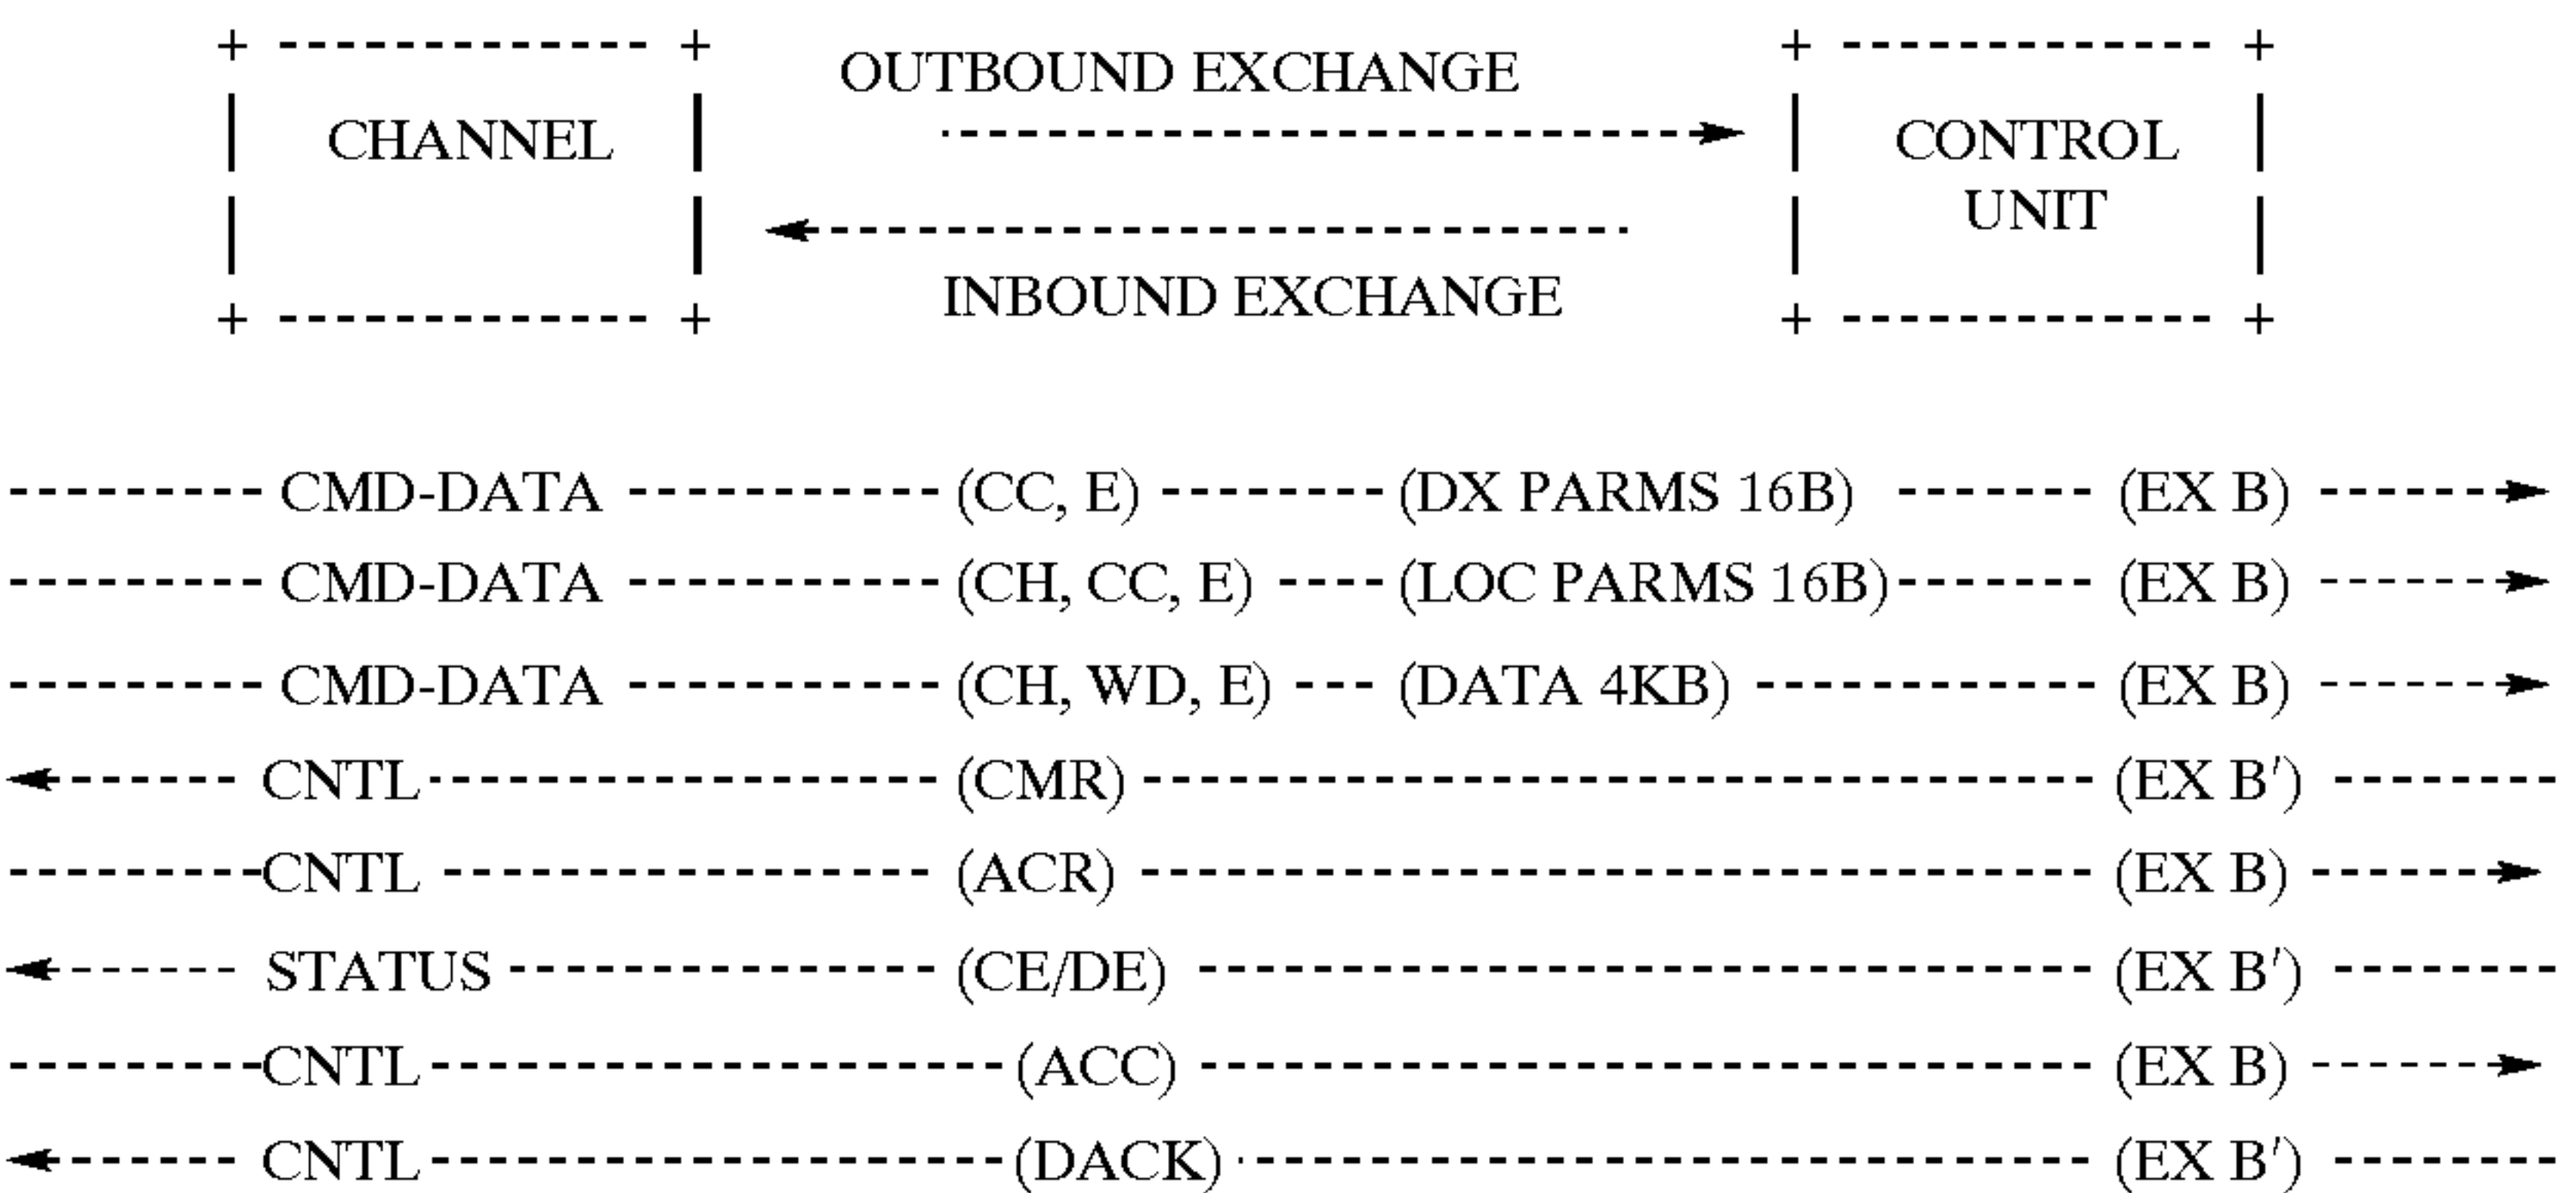 OUTBOUND EXCHANGE
CHANNEL
CONTROL
UNIT
INBOUND EXCHANGE
CMD-DATA (CC, E) (DX PARMS 16B) (EX B)
CMD-DATA (CH, CC, E) (LOC PARMS 16B) (EX B)
CMD-DATA (CH, WD, E) (DATA 4KB) (EX B)
CNTL (CMR) (EX B')
CNTL (ACR) (EX B)
STATUS (CE/DE) (EX B')
CNTL (ACC) (EX B)
CNTL (DACK) (EX B')